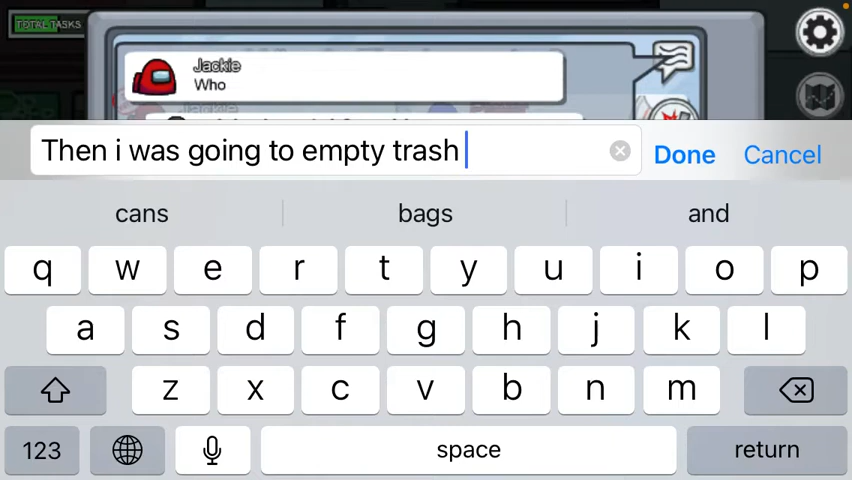 TOTAL TASKS
Jackie
Who
Then i was going to empty trash
Done
Cancel
cans
bags
and
q w e r t y u i o p
a s d f g h j k l
z x c v b n m
123
space
return